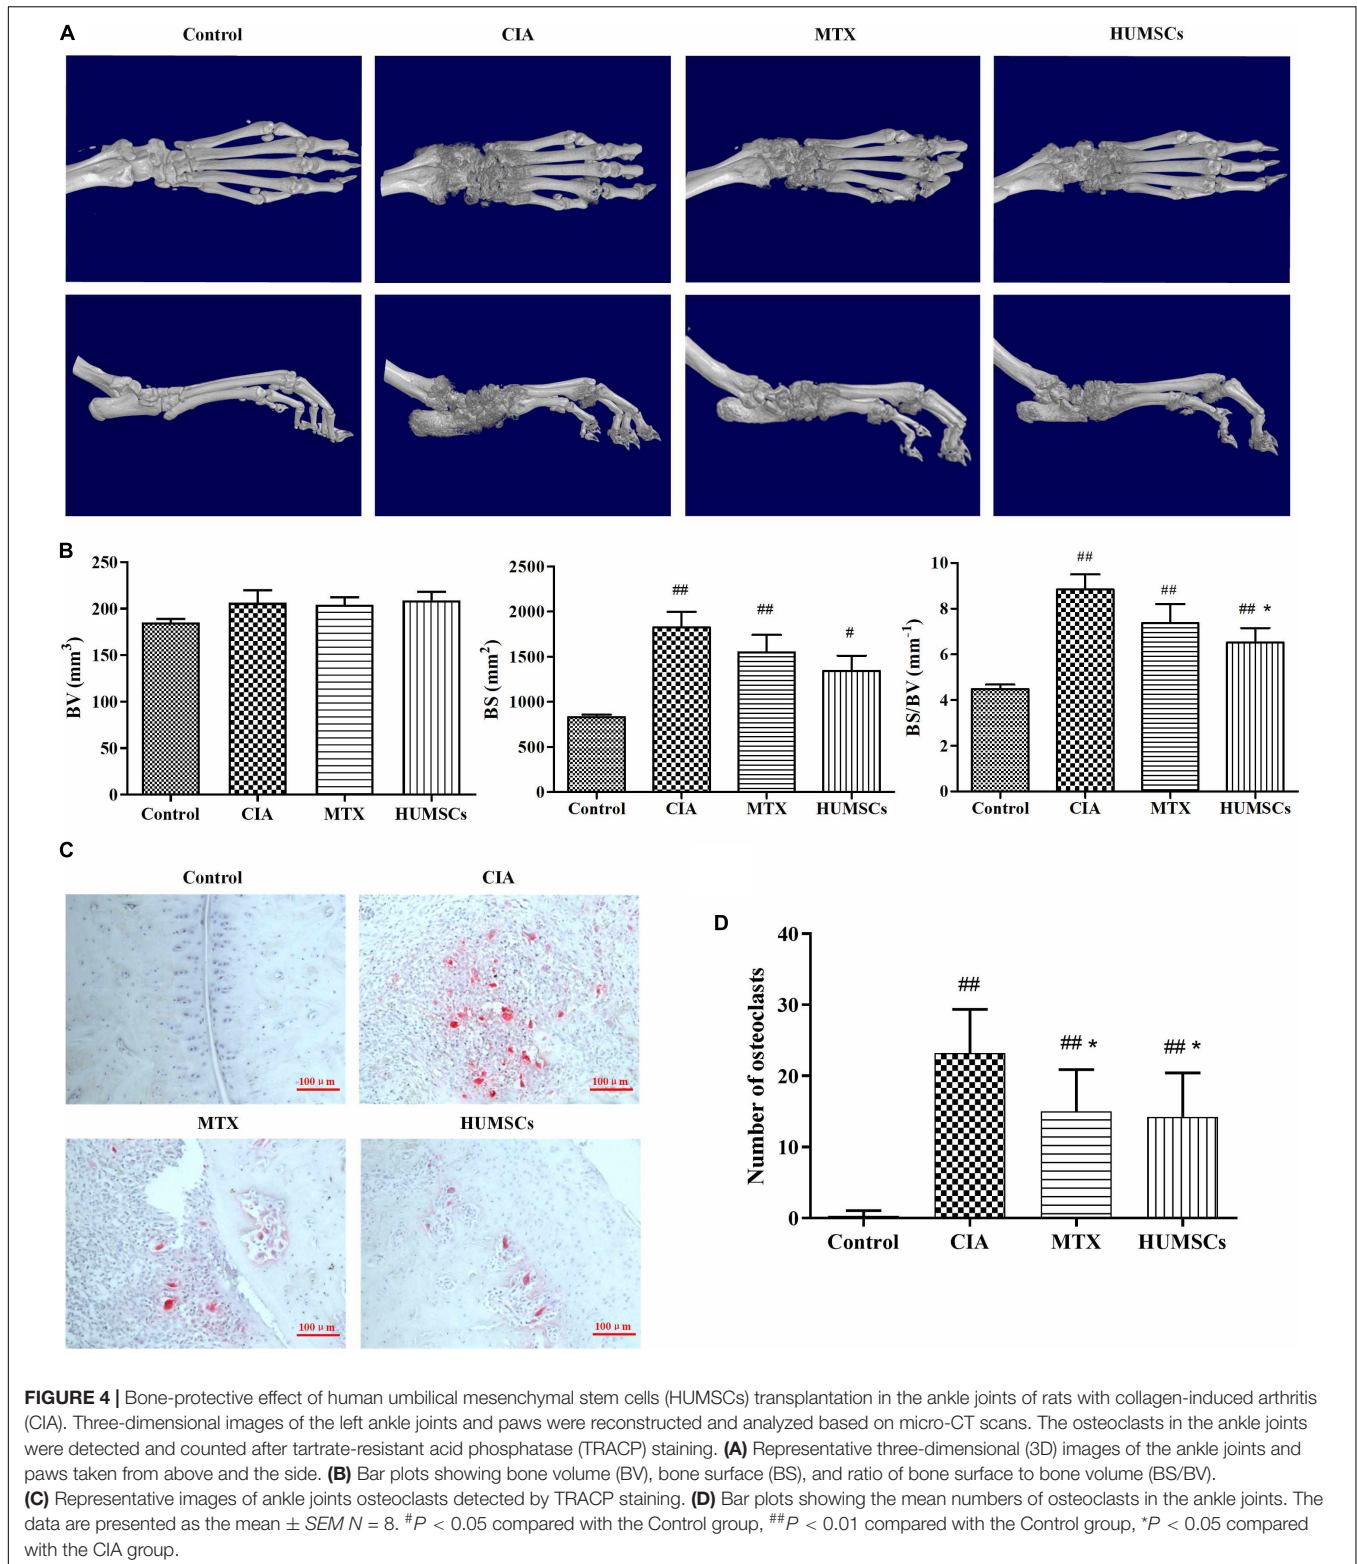 A
Control CIA MTX HUMSCs
B
250
200
150
100
50
0
BV (mm³)
Control CIA MTX HUMSCs
2500
2000
1500
1000
500
0
BS (mm²)
## ## #
Control CIA MTX HUMSCs
10
8
6
4
2
0
BS/BV (mm⁻¹)
## ## ## *
Control CIA MTX HUMSCs
C
Control CIA
100 μm 100 μm
MTX HUMSCs
100 μm 100 μm
D
40
30
20
10
0
Number of osteoclasts
## ## * ## *
Control CIA MTX HUMSCs
FIGURE 4 | Bone-protective effect of human umbilical mesenchymal stem cells (HUMSCs) transplantation in the ankle joints of rats with collagen-induced arthritis
(CIA). Three-dimensional images of the left ankle joints and paws were reconstructed and analyzed based on micro-CT scans. The osteoclasts in the ankle joints
were detected and counted after tartrate-resistant acid phosphatase (TRACP) staining. (A) Representative three-dimensional (3D) images of the ankle joints and
paws taken from above and the side. (B) Bar plots showing bone volume (BV), bone surface (BS), and ratio of bone surface to bone volume (BS/BV).
(C) Representative images of ankle joints osteoclasts detected by TRACP staining. (D) Bar plots showing the mean numbers of osteoclasts in the ankle joints. The
data are presented as the mean ± SEM N = 8. #P < 0.05 compared with the Control group, ##P < 0.01 compared with the Control group, *P < 0.05 compared
with the CIA group.